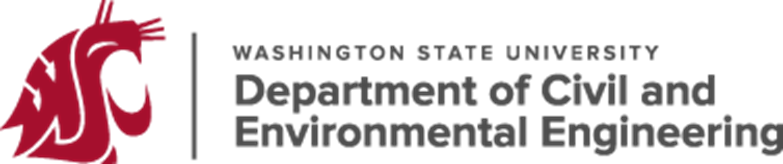 WASHINGTON STATE UNIVERSITY
Department of Civil and
Environmental Engineering